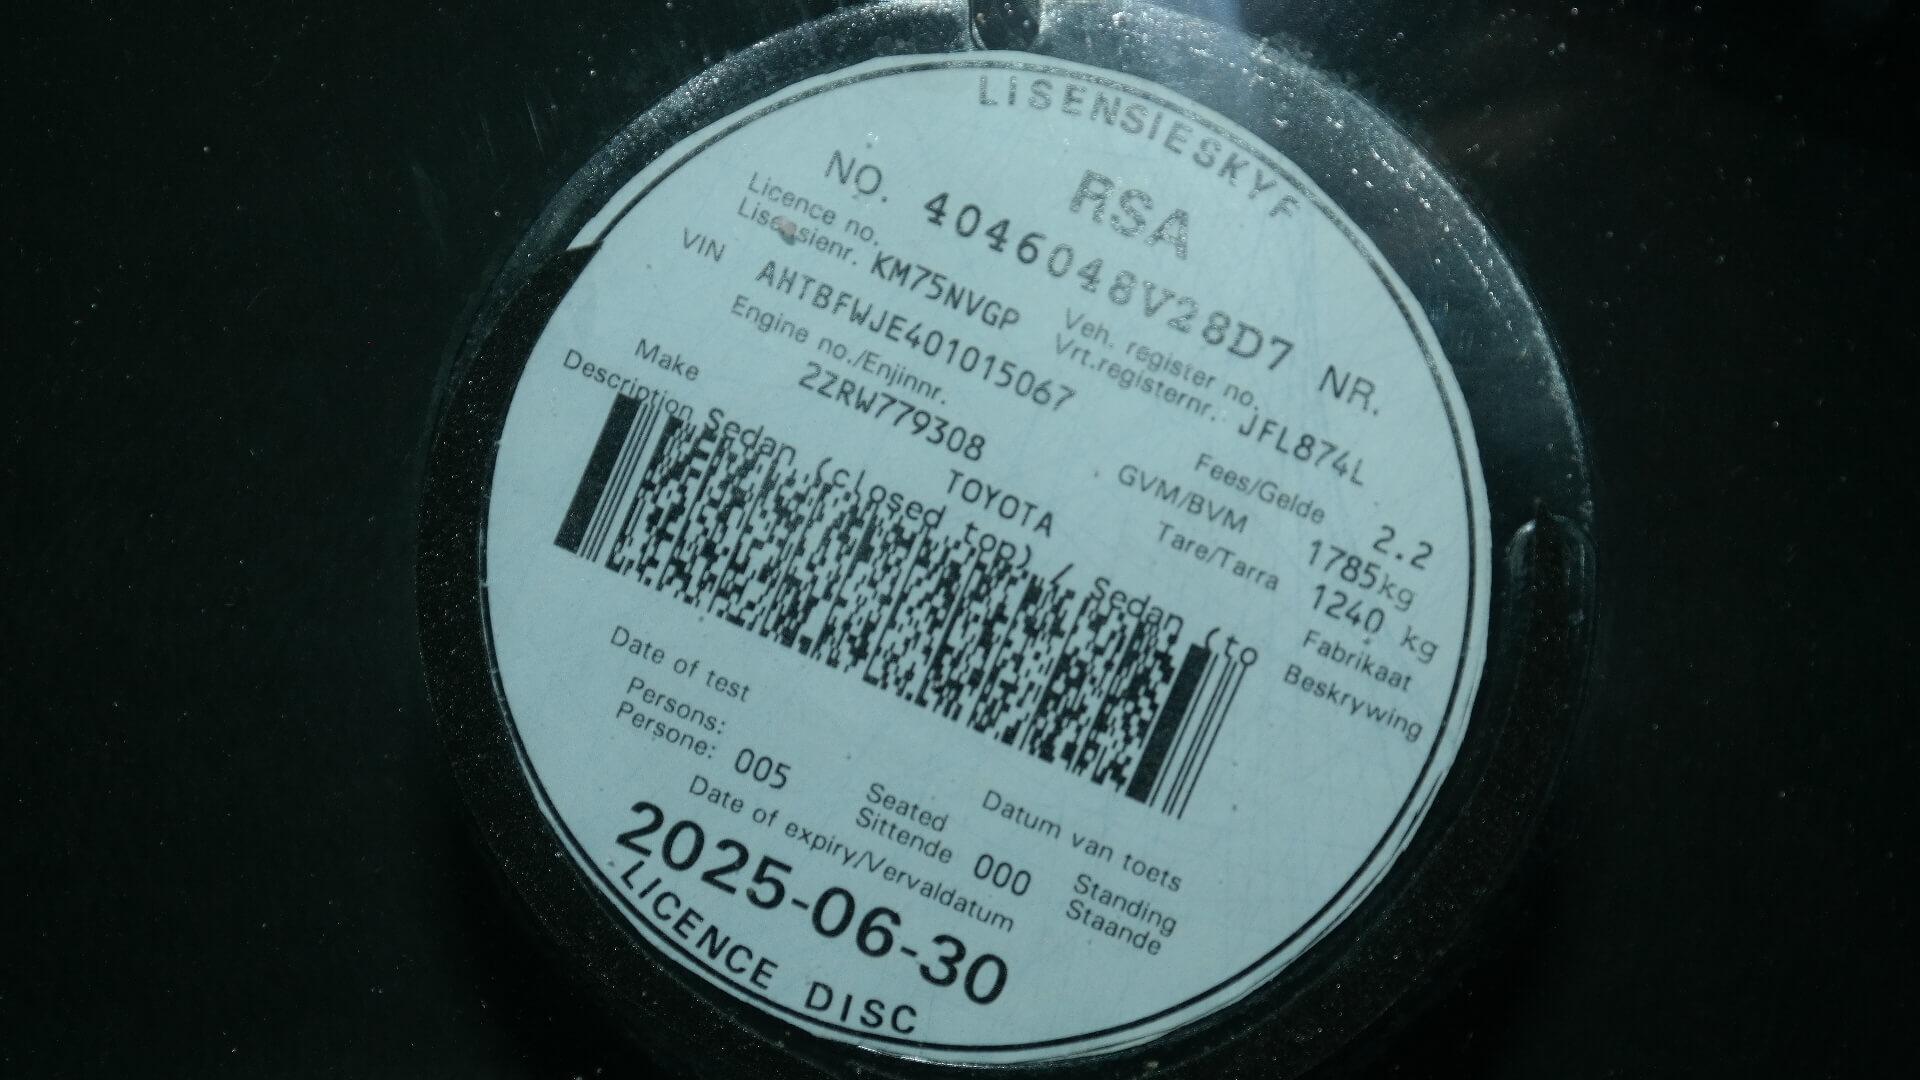 LISENSIESKYF
RSA
NO. 4046048V28D7 NR.
Licence no.
Lisensienr. KM75NVGP
Veh. register no.
Vrt.registernr. JFL874L
VIN AHTBFWJE401015067
Engine no./Enjinnr.
2ZRW779308
Fees/Gelde 2.2
GVM/BVM 1785kg
Tare/Tarra 1240 kg
Make TOYOTA Fabrikaat
Description Sedan (closed top) / Sedan (to Beskrywing
Date of test Datum van toets
Persons:
Persone: 005
Seated
Sittende 000
Standing
Staande
Date of expiry/Vervaldatum
2025-06-30
LICENCE DISC